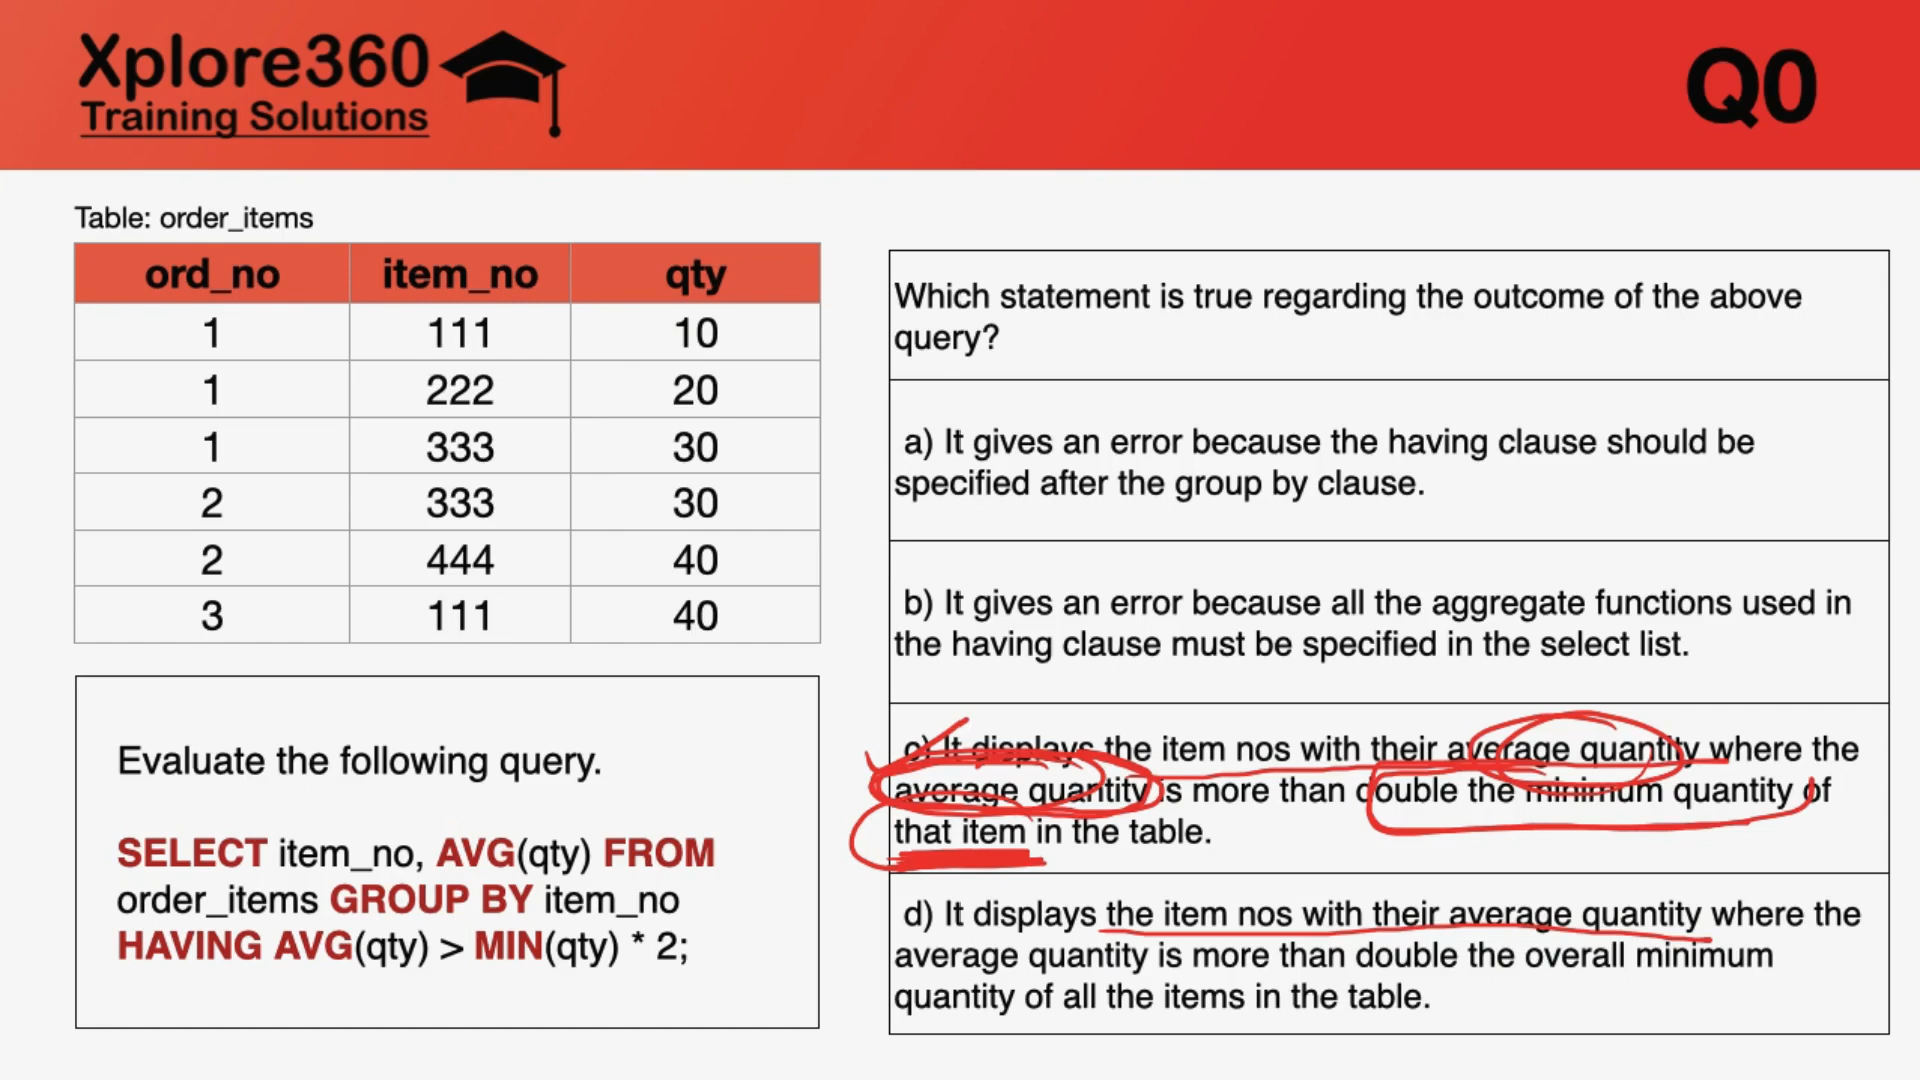 Xplore360
Training Solutions
Q0
Table: order_items
ord_no item_no qty
1 111 10
1 222 20
1 333 30
2 333 30
2 444 40
3 111 40
Evaluate the following query.
SELECT item_no, AVG(qty) FROM
order_items GROUP BY item_no
HAVING AVG(qty) > MIN(qty) * 2;
Which statement is true regarding the outcome of the above
query?
a) It gives an error because the having clause should be
specified after the group by clause.
b) It gives an error because all the aggregate functions used in
the having clause must be specified in the select list.
c) It displays the item nos with their average quantity where the
average quantity is more than double the minimum quantity of
that item in the table.
d) It displays the item nos with their average quantity where the
average quantity is more than double the overall minimum
quantity of all the items in the table.